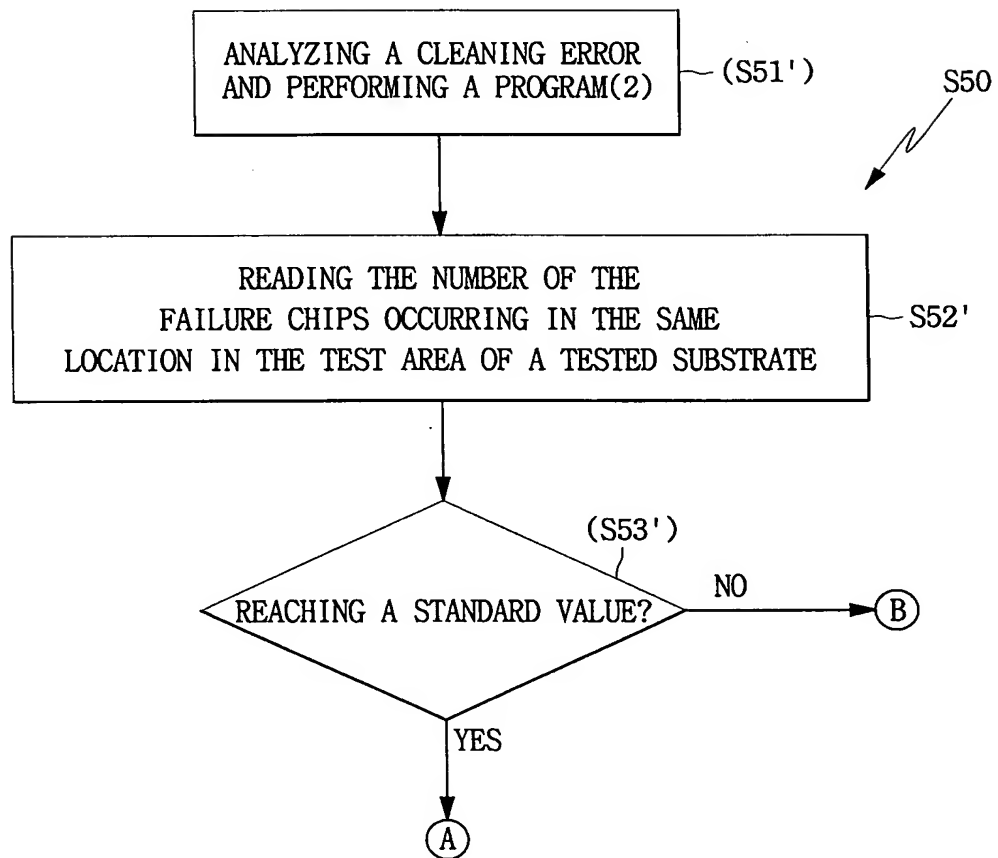 ANALYZING A CLEANING ERROR
AND PERFORMING A PROGRAM(2)
(S51')
S50
READING THE NUMBER OF THE
FAILURE CHIPS OCCURRING IN THE SAME
LOCATION IN THE TEST AREA OF A TESTED SUBSTRATE
S52'
(S53')
REACHING A STANDARD VALUE?
NO
B
YES
A